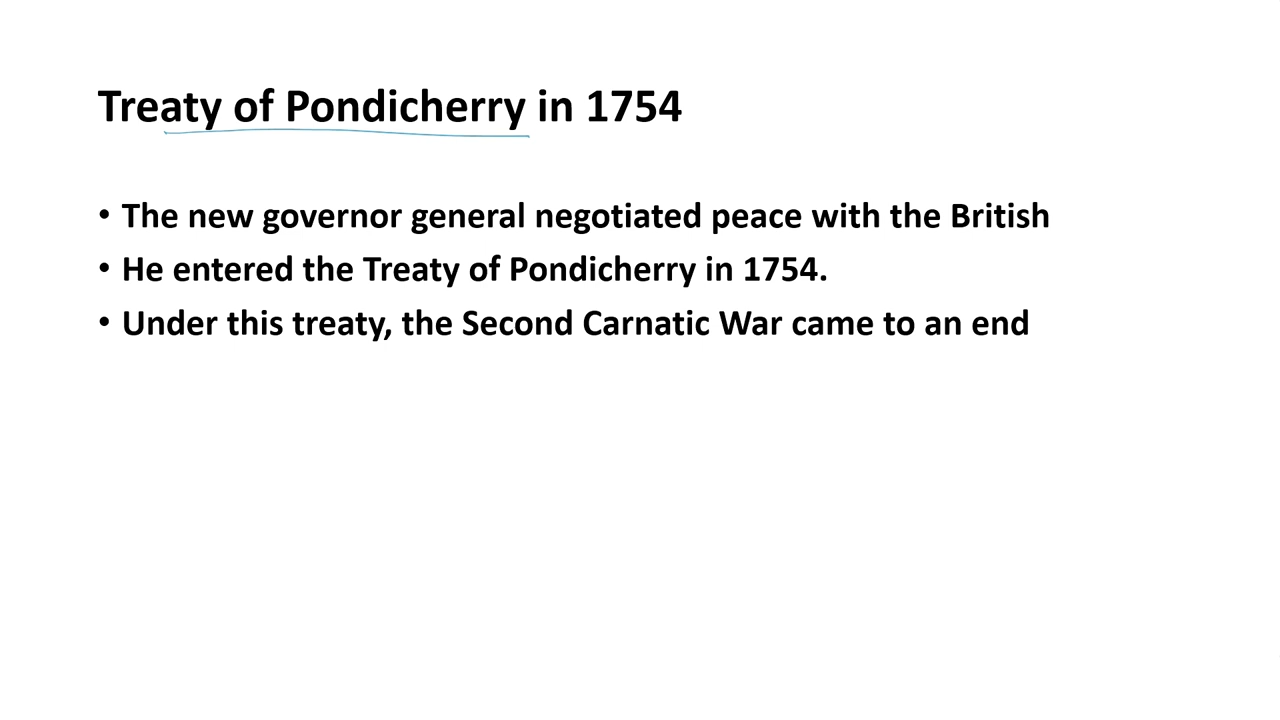 Treaty of Pondicherry in 1754
• The new governor general negotiated peace with the British
• He entered the Treaty of Pondicherry in 1754.
• Under this treaty, the Second Carnatic War came to an end